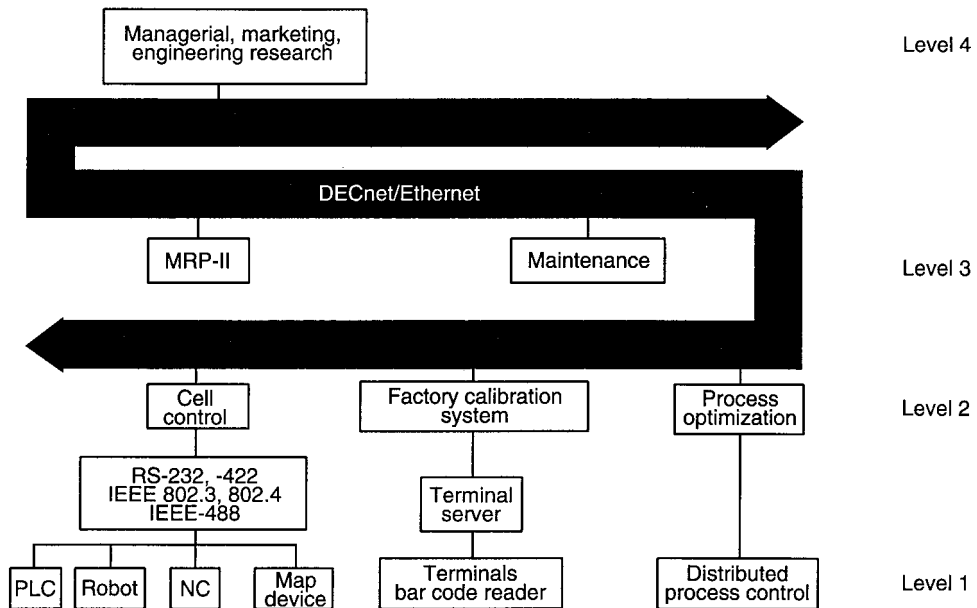 Managerial, marketing,
engineering research
Level 4
DECnet/Ethernet
MRP-II
Maintenance
Level 3
Cell
control
Factory calibration
system
Process
optimization
Level 2
RS-232, -422
IEEE 802.3, 802.4
IEEE-488
Terminal
server
PLC
Robot
NC
Map
device
Terminals
bar code reader
Distributed
process control
Level 1